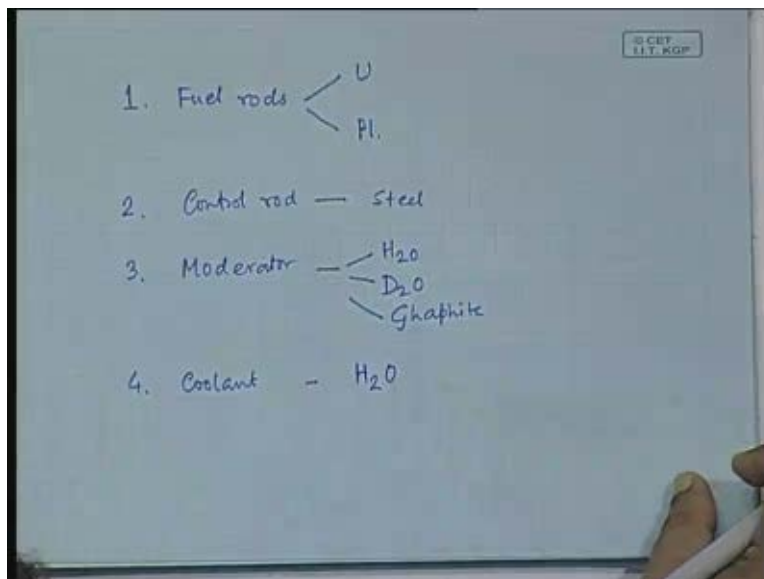 © CET
I.I.T. KGP
1. Fuel rods
U
Pl.
2. Control rod — Steel
3. Moderator —
H2O
D2O
Ghaphite
4. Coolant - H2O